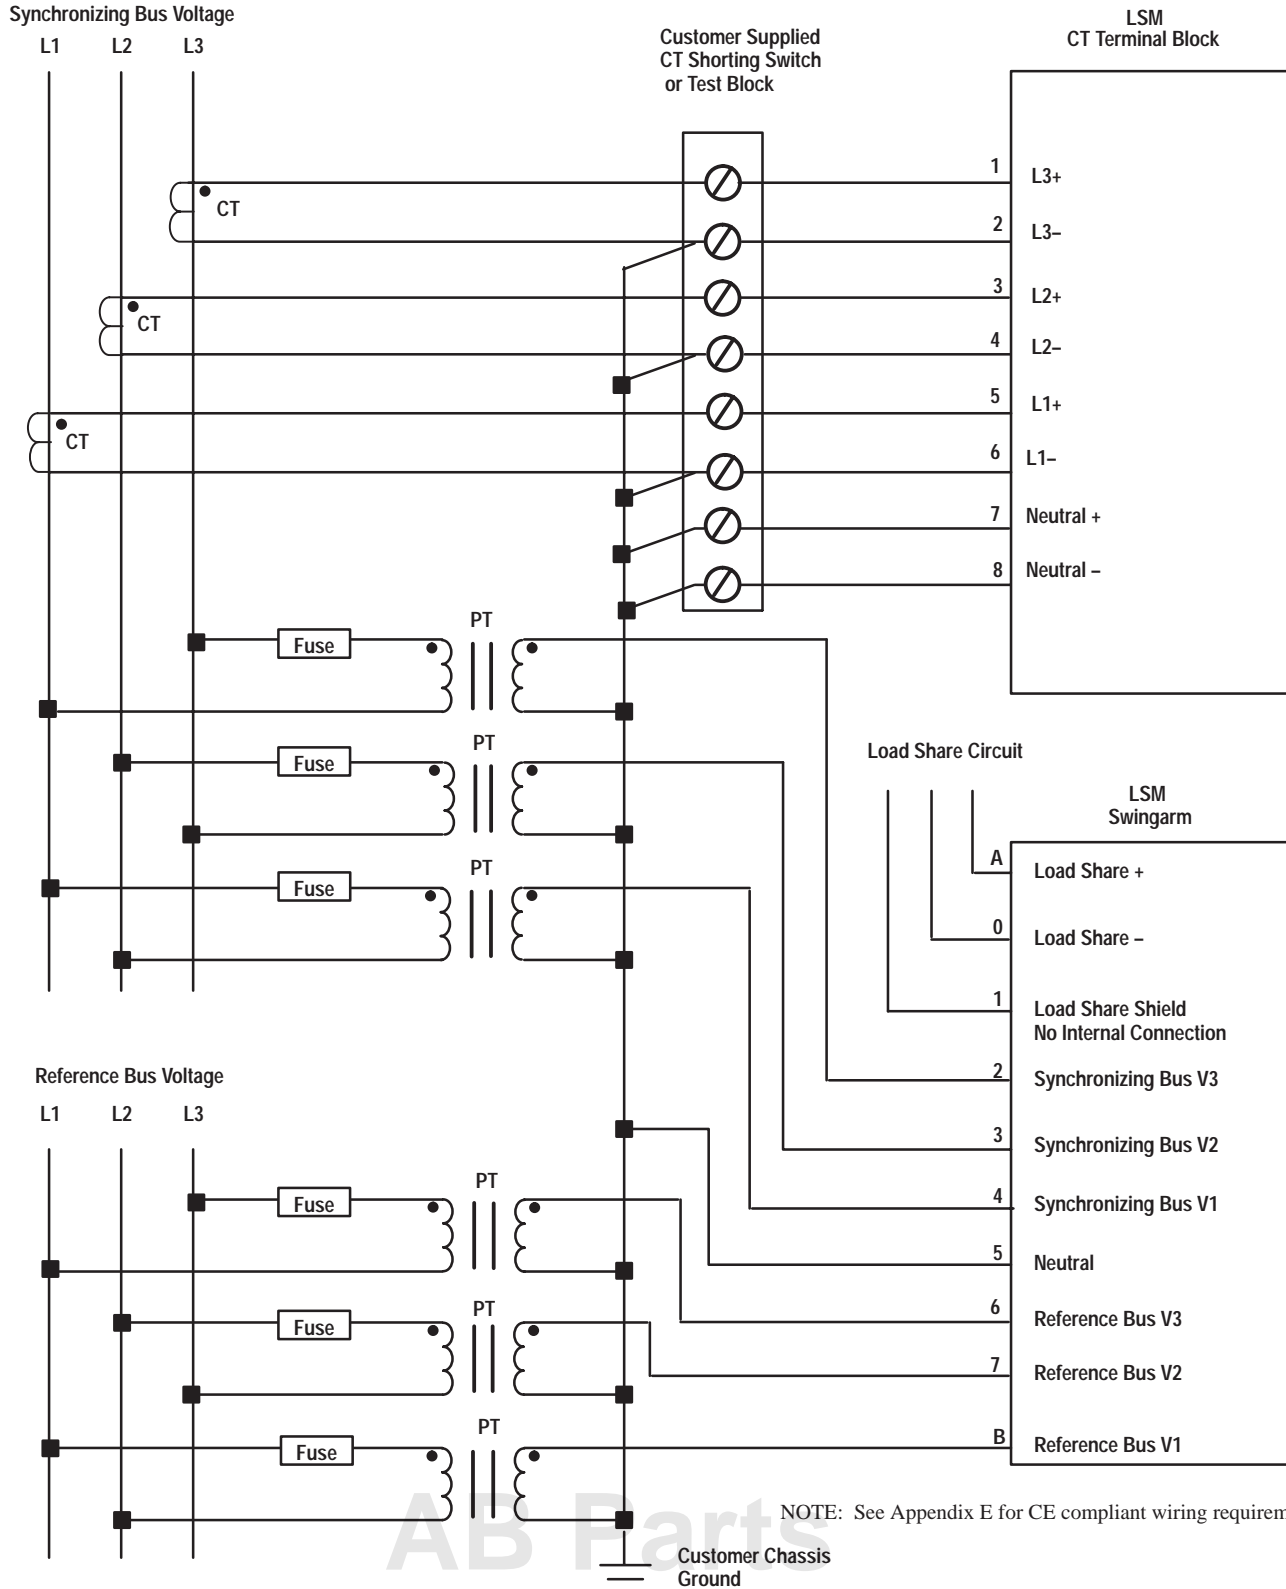 Synchronizing Bus Voltage
L1 L2 L3
Customer Supplied
CT Shorting Switch
or Test Block
LSM
CT Terminal Block
CT
CT
CT
1 L3+
2 L3–
3 L2+
4 L2–
5 L1+
6 L1–
7 Neutral +
8 Neutral –
PT
Fuse
PT
Fuse
PT
Fuse
Load Share Circuit
LSM
Swingarm
A Load Share +
0 Load Share –
1 Load Share Shield
No Internal Connection
2 Synchronizing Bus V3
3 Synchronizing Bus V2
4 Synchronizing Bus V1
5 Neutral
6 Reference Bus V3
7 Reference Bus V2
B Reference Bus V1
Reference Bus Voltage
L1 L2 L3
PT
Fuse
PT
Fuse
PT
Fuse
AB Parts
NOTE: See Appendix E for CE compliant wiring requirem
Customer Chassis
Ground